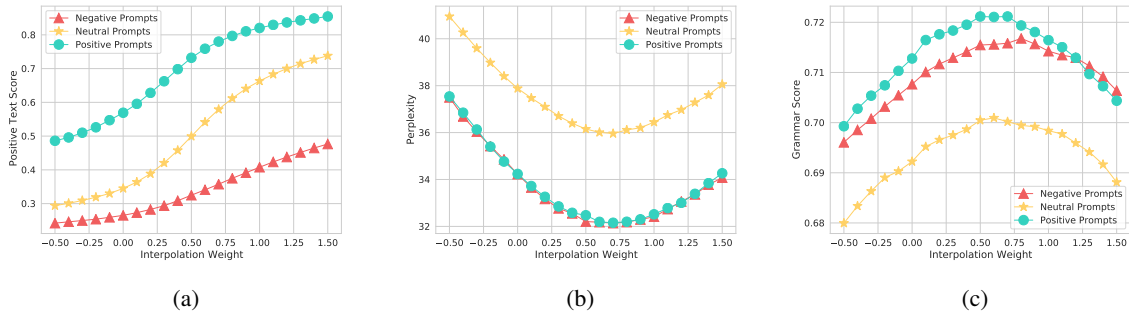 Negative Prompts
Neutral Prompts
Positive Prompts
Positive Text Score
0.8
0.7
0.6
0.5
0.4
0.3
−0.50 −0.25 0.00 0.25 0.50 0.75 1.00 1.25 1.50
Interpolation Weight
(a)
Negative Prompts
Neutral Prompts
Positive Prompts
Perplexity
40
38
36
34
32
−0.50 −0.25 0.00 0.25 0.50 0.75 1.00 1.25 1.50
Interpolation Weight
(b)
Grammar Score
0.72
0.71
0.70
0.69
0.68
Negative Prompts
Neutral Prompts
Positive Prompts
−0.50 −0.25 0.00 0.25 0.50 0.75 1.00 1.25 1.50
Interpolation Weight
(c)